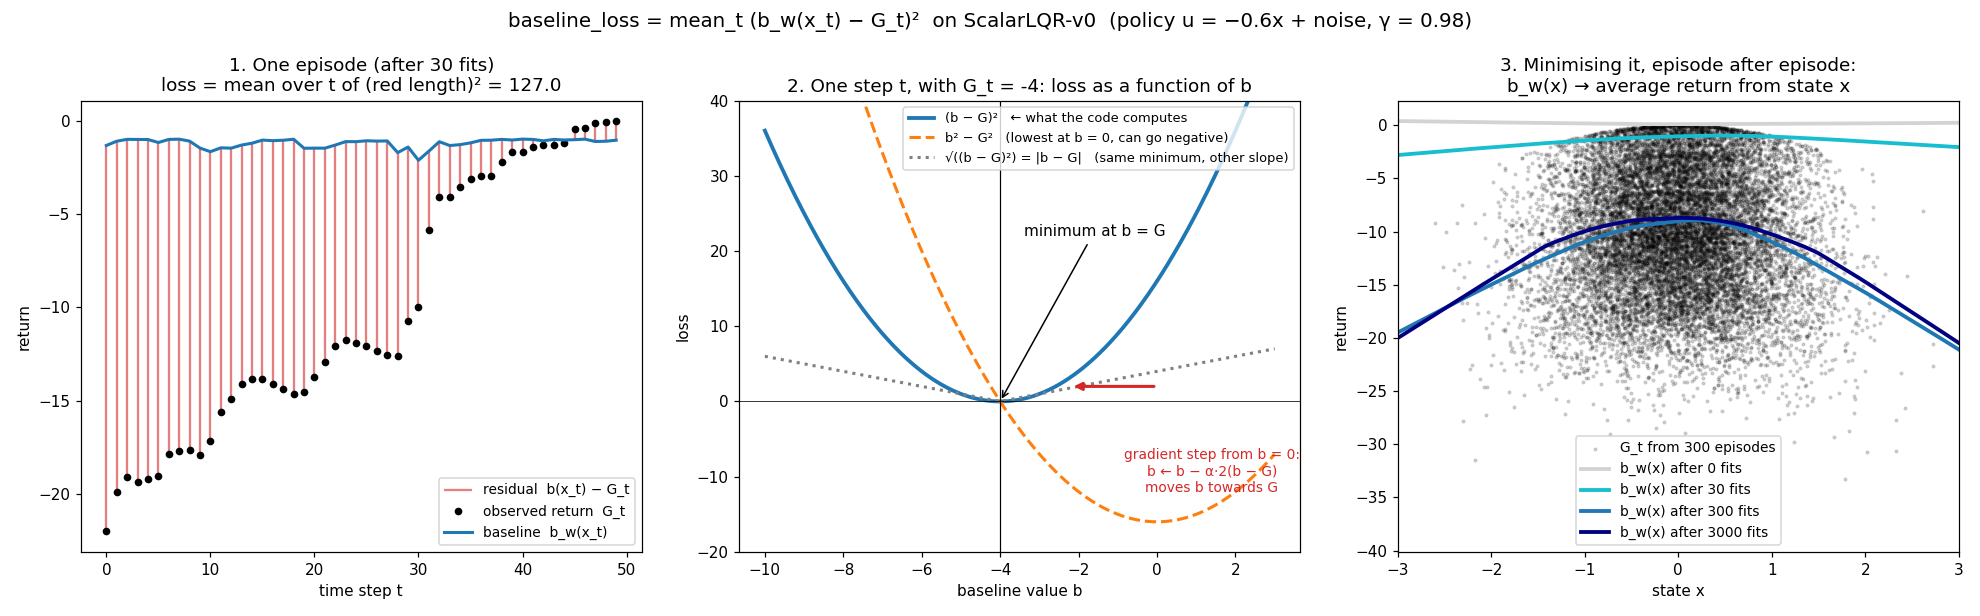 baseline_loss = mean_t (b_w(x_t) − G_t)²  on ScalarLQR-v0  (policy u = −0.6x + noise, γ = 0.98)
1. One episode (after 30 fits)
loss = mean over t of (red length)² = 127.0
return
0
−5
−10
−15
−20
residual  b(x_t) − G_t
observed return  G_t
baseline  b_w(x_t)
0 10 20 30 40 50
time step t
2. One step t, with G_t = -4: loss as a function of b
loss
40
30
20
10
0
−10
−20
(b − G)²   ← what the code computes
b² − G²   (lowest at b = 0, can go negative)
√((b − G)²) = |b − G|   (same minimum, other slope)
minimum at b = G
gradient step from b = 0:
b ← b − α·2(b − G)
moves b towards G
−10 −8 −6 −4 −2 0 2
baseline value b
3. Minimising it, episode after episode:
b_w(x) → average return from state x
return
0
−5
−10
−15
−20
−25
−30
−35
−40
G_t from 300 episodes
b_w(x) after 0 fits
b_w(x) after 30 fits
b_w(x) after 300 fits
b_w(x) after 3000 fits
−3 −2 −1 0 1 2 3
state x